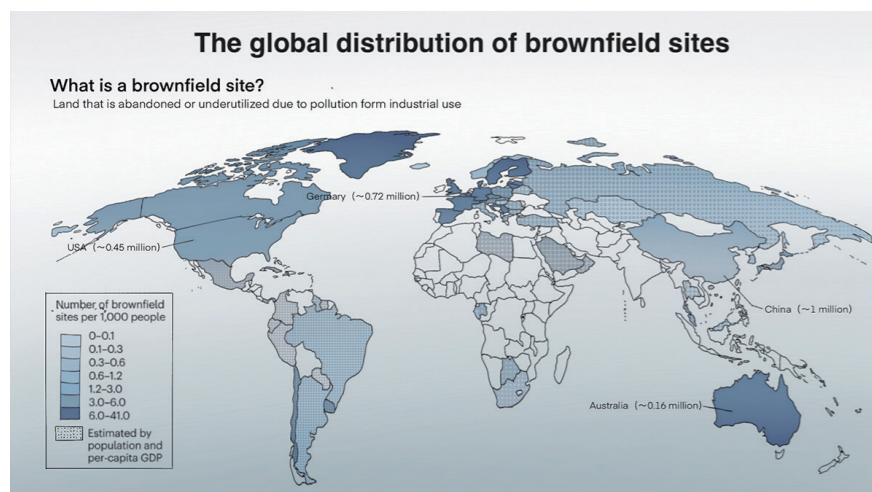 The global distribution of brownfield sites
What is a brownfield site?
Land that is abandoned or underutilized due to pollution form industrial use
Germany (~0.72 million)
USA (~0.45 million)
Number of brownfield
sites per 1,000 people
0–0.1
0.1–0.3
0.3–0.6
0.6–1.2
1.2–3.0
3.0–6.0
6.0–41.0
Estimated by
population and
per-capita GDP
China (~1 million)
Australia (~0.16 million)